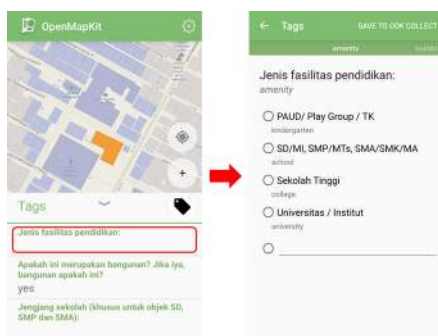 OpenMapKit
Tags
Jenis fasilitas pendidikan:
Apakah ini merupakan bangunan? Jika iya,
bangunan apakah ini?
yes
Jengjang sekolah (khusus untuk objek SD,
SMP dan SMA):
Tags
SAVE TO ODK COLLECT
amenity
Jenis fasilitas pendidikan:
amenity
PAUD/ Play Group / TK
kindergarten
SD/MI, SMP/MTs, SMA/SMK/MA
school
Sekolah Tinggi
college
Universitas / Institut
university